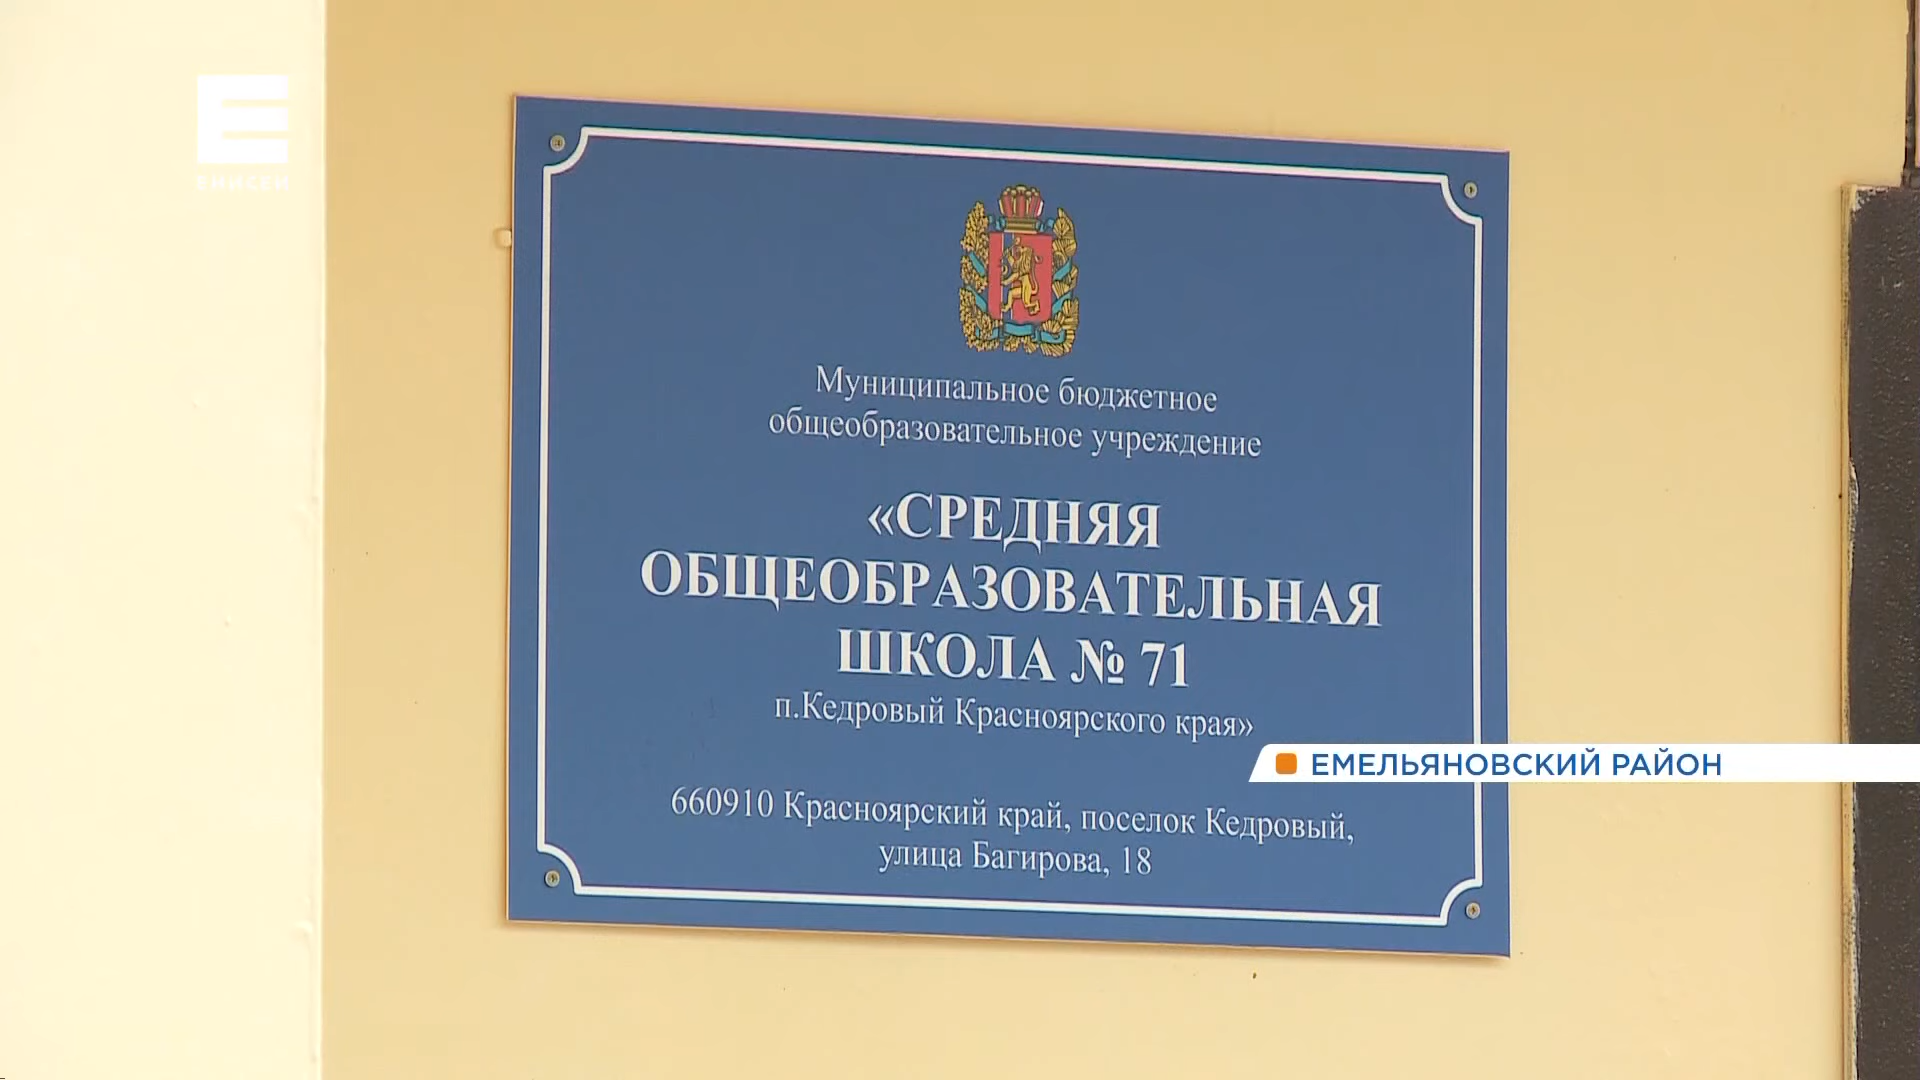 Е
ЕНИСЕЙ
Муниципальное бюджетное
общеобразовательное учреждение
«СРЕДНЯЯ
ОБЩЕОБРАЗОВАТЕЛЬНАЯ
ШКОЛА № 71
п.Кедровый Красноярского края»
ЕМЕЛЬЯНОВСКИЙ РАЙОН
660910 Красноярский край, поселок Кедровый,
улица Багирова, 18